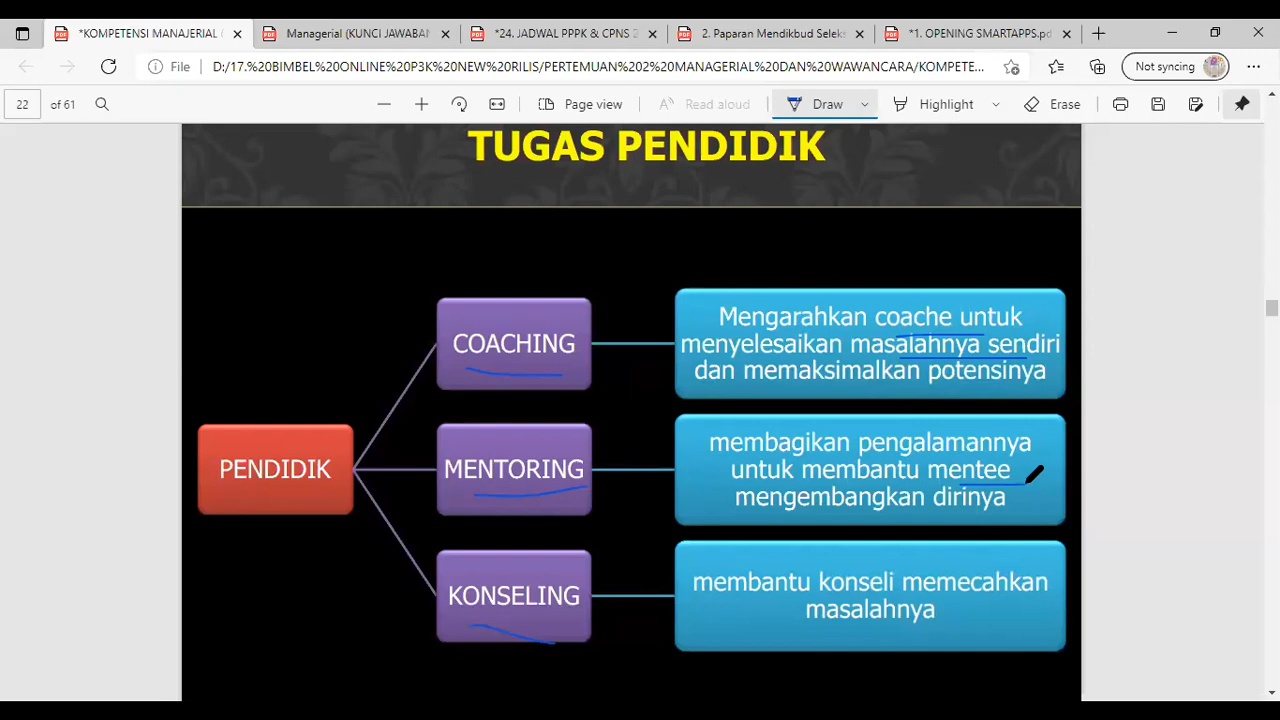 *KOMPETENSI MANAJERIAL (
Managerial (KUNCI JAWABAN
*24. JADWAL PPPK & CPNS 2
2. Paparan Mendikbud Seleks
*1. OPENING SMARTAPPS.pd
File
D:/17.%20BIMBEL%20ONLINE%20P3K%20NEW%20RILIS/PERTEMUAN%202%20MANAGERIAL%20DAN%20WAWANCARA/KOMPETE...
Not syncing
22 of 61
Page view
Read aloud
Draw
Highlight
Erase
TUGAS PENDIDIK
PENDIDIK
COACHING
Mengarahkan coache untuk
menyelesaikan masalahnya sendiri
dan memaksimalkan potensinya
MENTORING
membagikan pengalamannya
untuk membantu mentee
mengembangkan dirinya
KONSELING
membantu konseli memecahkan
masalahnya